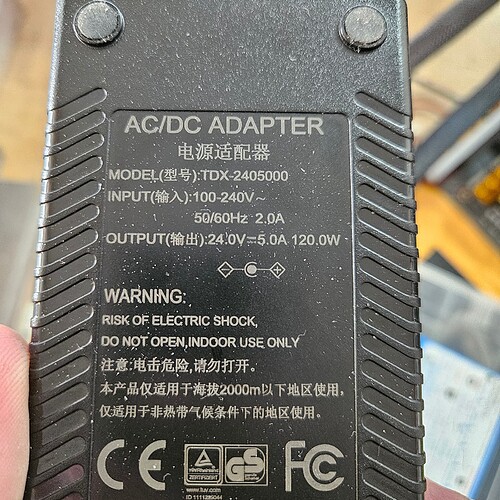 AC/DC ADAPTER
电源适配器
MODEL(型号):TDX-2405000
INPUT(输入):100-240V~
50/60Hz 2.0A
OUTPUT(输出):24.0V⎓5.0A 120.0W
WARNING:
RISK OF ELECTRIC SHOCK,
DO NOT OPEN,INDOOR USE ONLY
注意:电击危险,请勿打开。
本产品仅适用于海拔2000m以下地区使用,
仅适用于非热带气候条件下的地区使用。
CE GS FC
www.tuv.com